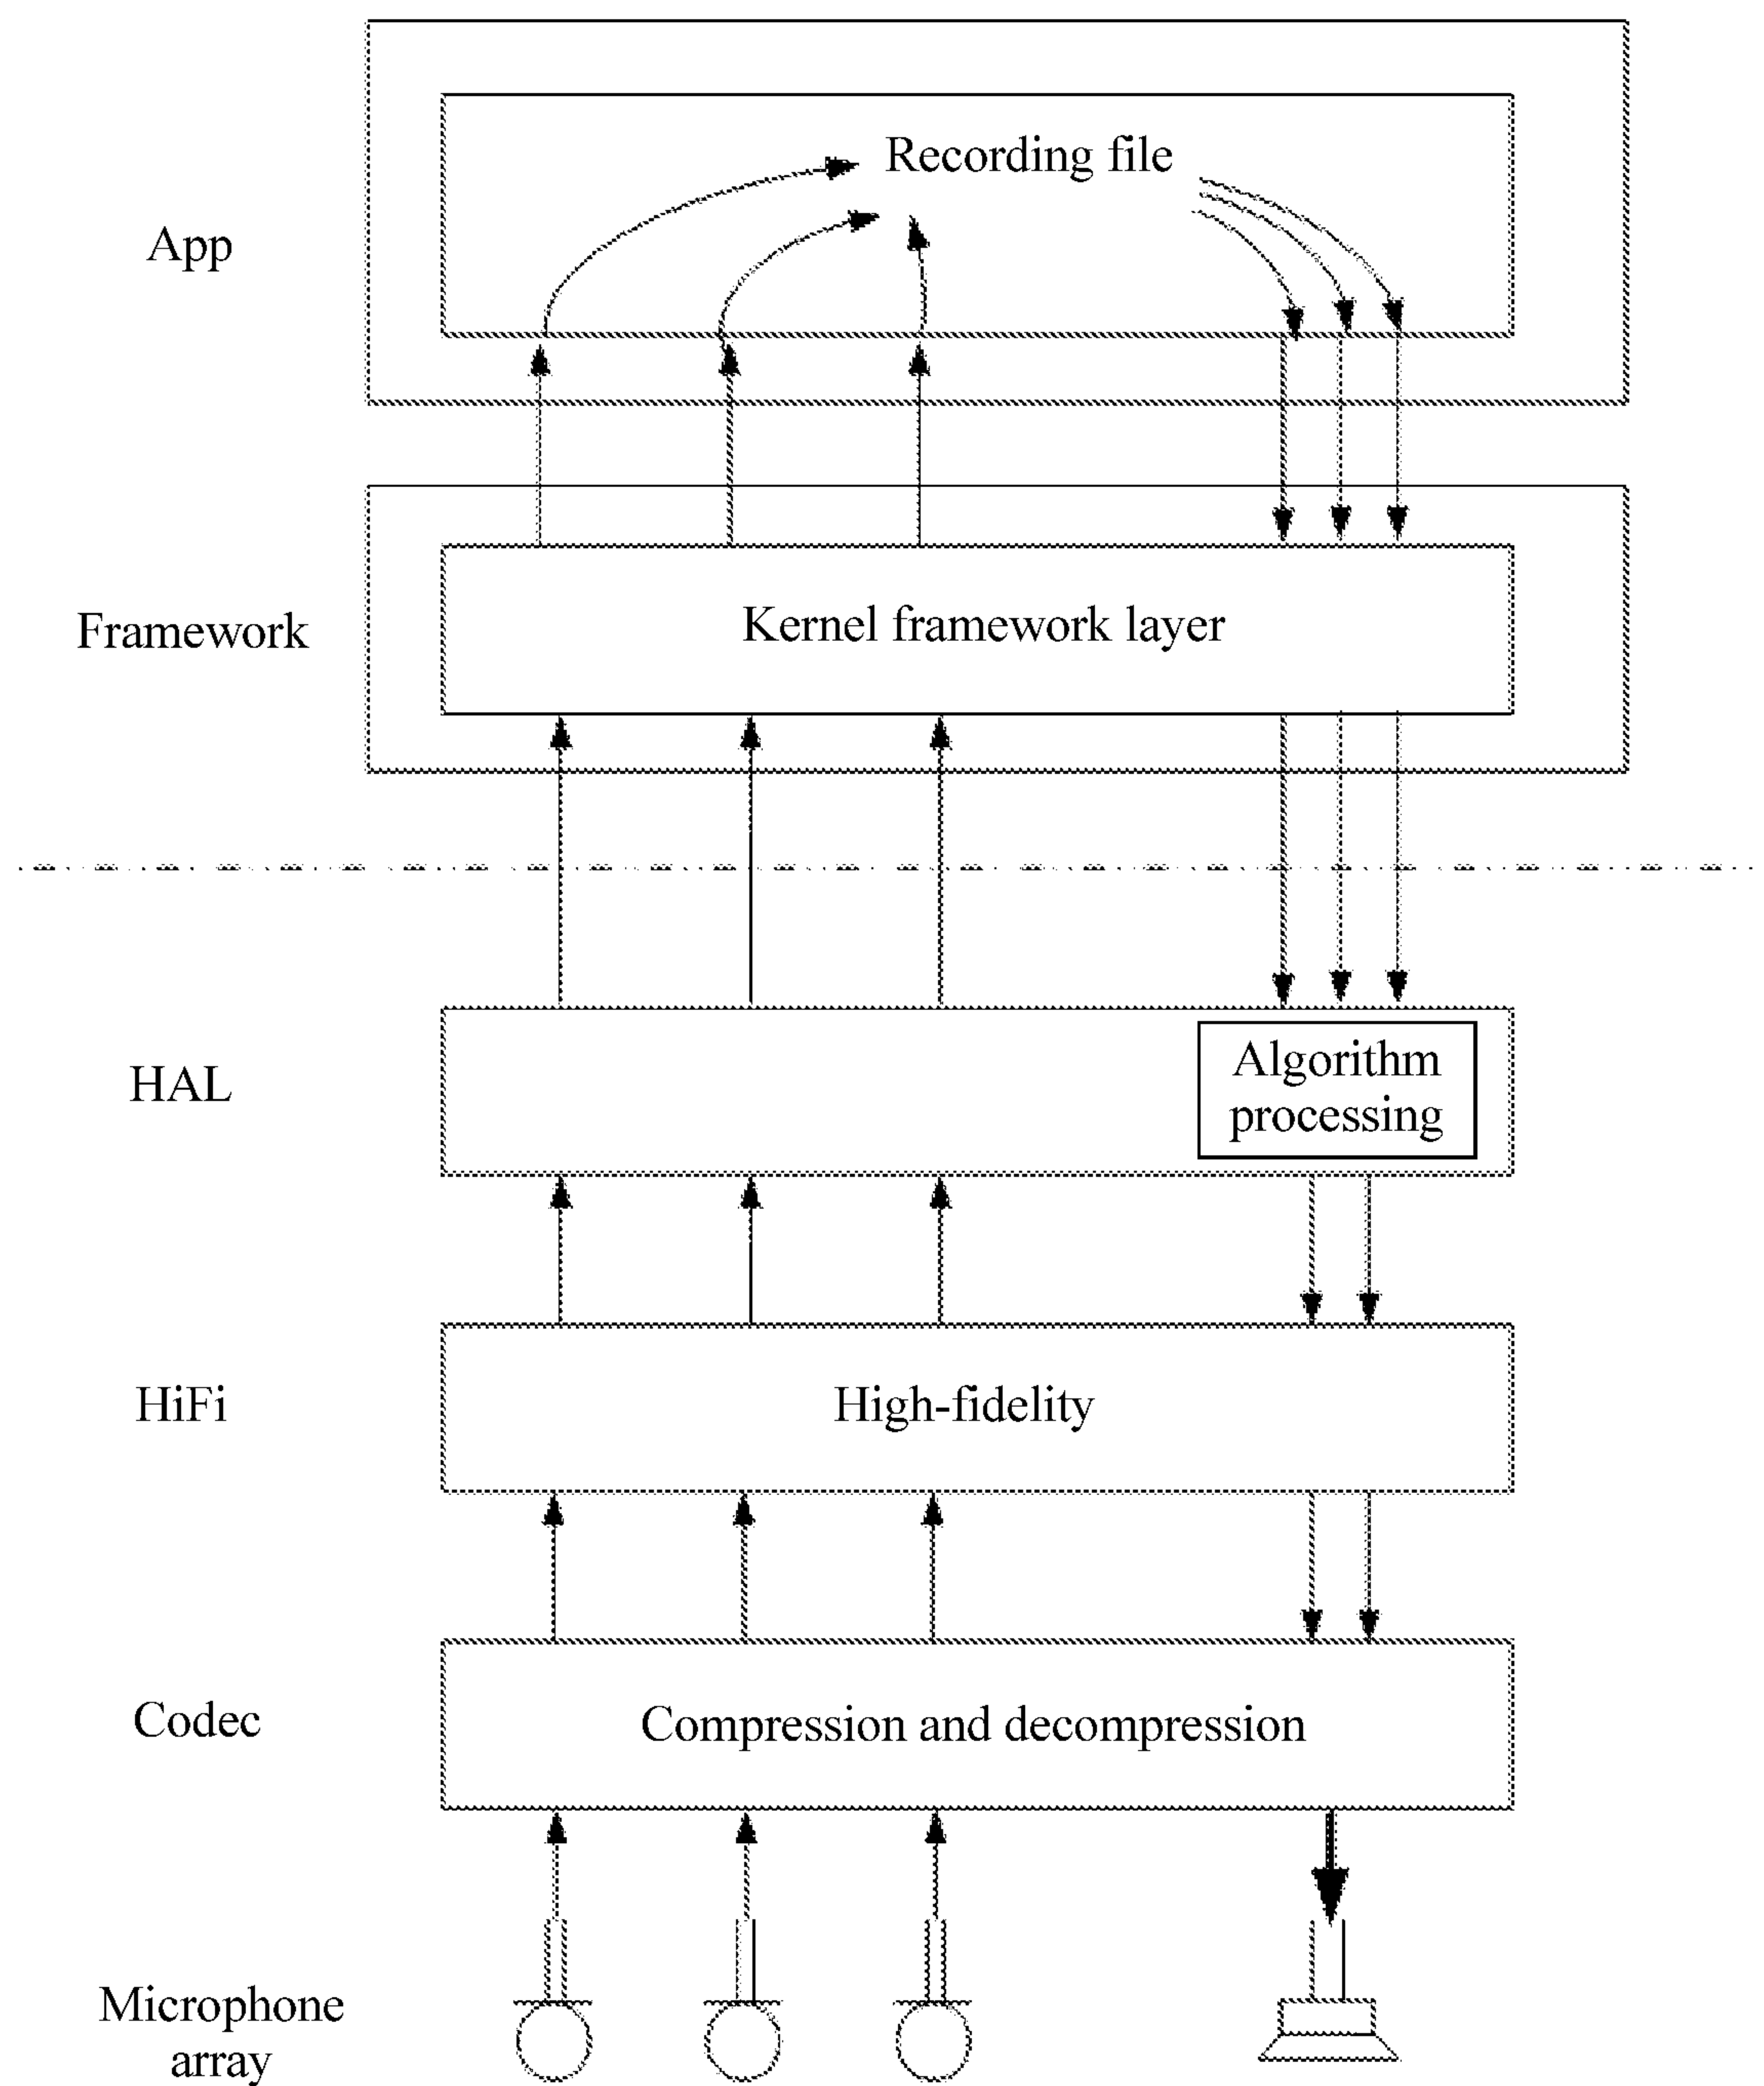 Recording file
App
Framework
Kernel framework layer
HAL
Algorithm
processing
HiFi
High-fidelity
Codec
Compression and decompression
Microphone
array